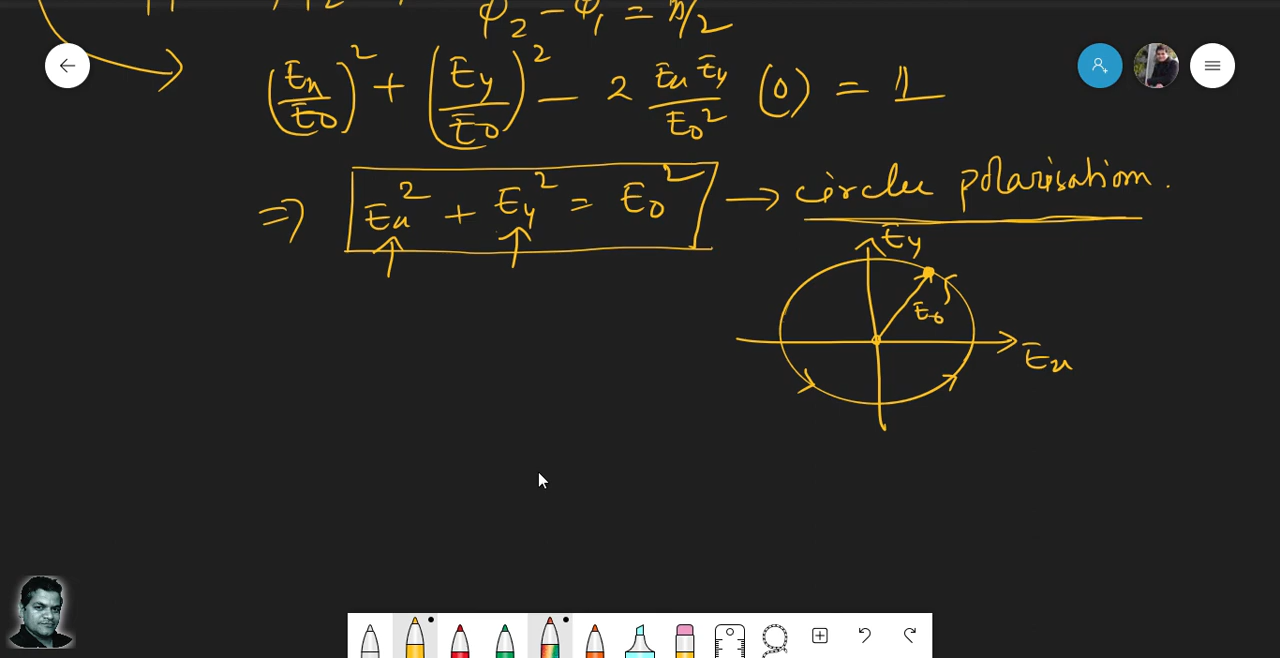 φ₂ - φ₁ = π/2
(Ex/E0)² + (Ey/E0)² - 2 ExEy/E0² (0) = 1
⇒ Ex² + Ey² = E0² → circular polarisation.
Ey
E0
Ex